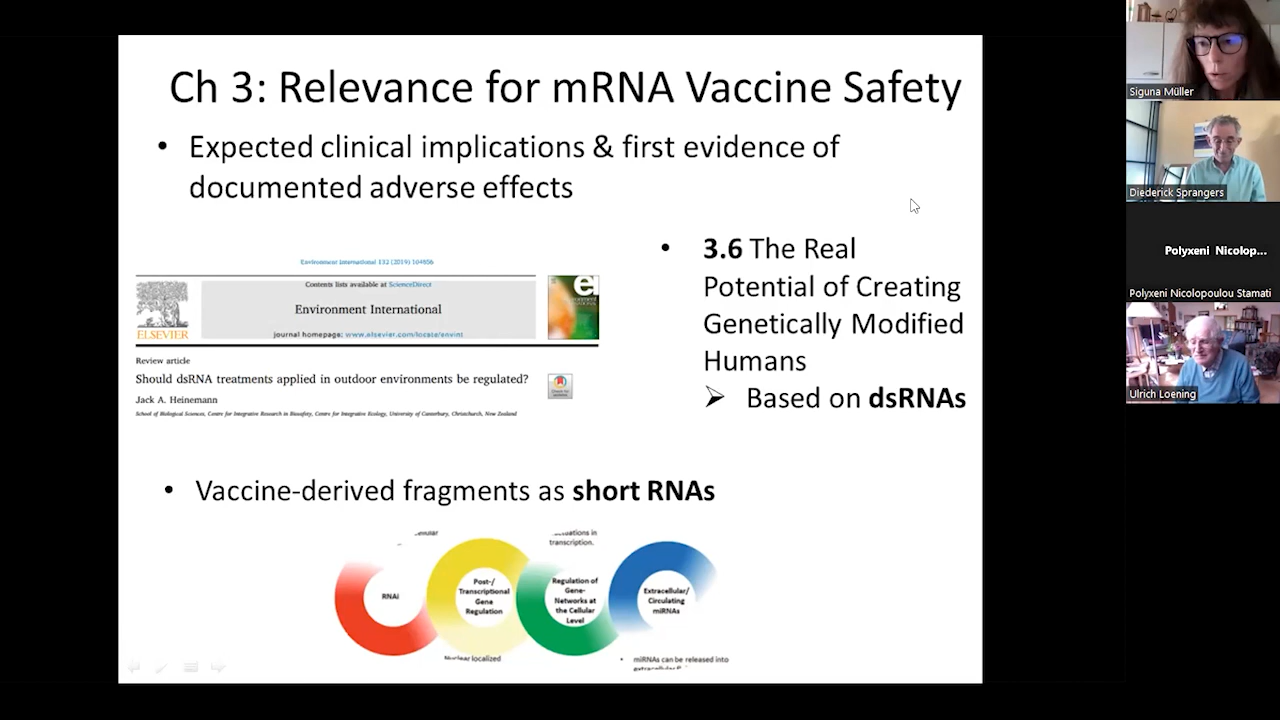 Ch 3: Relevance for mRNA Vaccine Safety
• Expected clinical implications & first evidence of
documented adverse effects
Environment International 132 (2019) 104856
Contents lists available at ScienceDirect
Environment International
journal homepage: www.elsevier.com/locate/envint
ELSEVIER
Review article
Should dsRNA treatments applied in outdoor environments be regulated?
Jack A. Heinemann
School of Biological Sciences, Centre for Integrative Research in Biosafety, Centre for Integrative Ecology, University of Canterbury, Christchurch, New Zealand
• 3.6 The Real
Potential of Creating
Genetically Modified
Humans
➢ Based on dsRNAs
• Vaccine-derived fragments as short RNAs
transcription.
RNAi
Post-/
Transcriptional
Gene
Regulation
Regulation of
Gene-
Networks at
the Cellular
Level
Extracellular/
Circulating
miRNAs
Nuclear localized
• miRNAs can be released into
Siguna Müller
Diederick Sprangers
Polyxeni Nicolop...
Polyxeni Nicolopoulou Stamati
Ulrich Loening